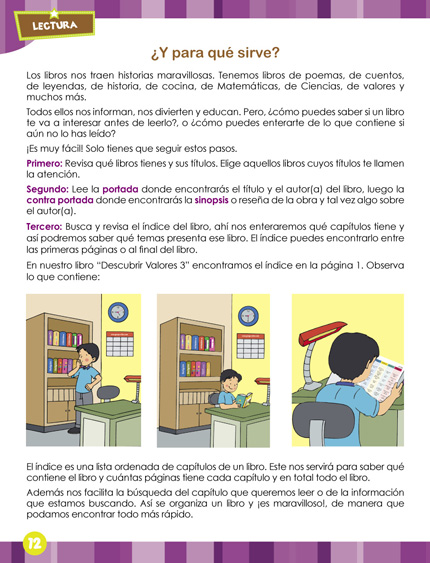 LECTURA
¿Y para qué sirve?
Los libros nos traen historias maravillosas. Tenemos libros de poemas, de cuentos,
de leyendas, de historia, de cocina, de Matemáticas, de Ciencias, de valores y
muchos más.
Todos ellos nos informan, nos divierten y educan. Pero, ¿cómo puedes saber si un libro
te va a interesar antes de leerlo?, o ¿cómo puedes enterarte de lo que contiene si
aún no lo has leído?
¡Es muy fácil! Solo tienes que seguir estos pasos.
Primero: Revisa qué libros tienes y sus títulos. Elige aquellos libros cuyos títulos te llamen
la atención.
Segundo: Lee la portada donde encontrarás el título y el autor(a) del libro, luego la
contra portada donde encontrarás la sinopsis o reseña de la obra y tal vez algo sobre
el autor(a).
Tercero: Busca y revisa el índice del libro, ahí nos enteraremos qué capítulos tiene y
así podremos saber qué temas presenta ese libro. El índice puedes encontrarlo entre
las primeras páginas o al final del libro.
En nuestro libro “Descubrir Valores 3” encontramos el índice en la página 1. Observa
lo que contiene:
El índice es una lista ordenada de capítulos de un libro. Este nos servirá para saber qué
contiene el libro y cuántas páginas tiene cada capítulo y en total todo el libro.
Además nos facilita la búsqueda del capítulo que queremos leer o de la información
que estamos buscando. Así se organiza un libro y ¡es maravilloso!, de manera que
podamos encontrar todo más rápido.
12